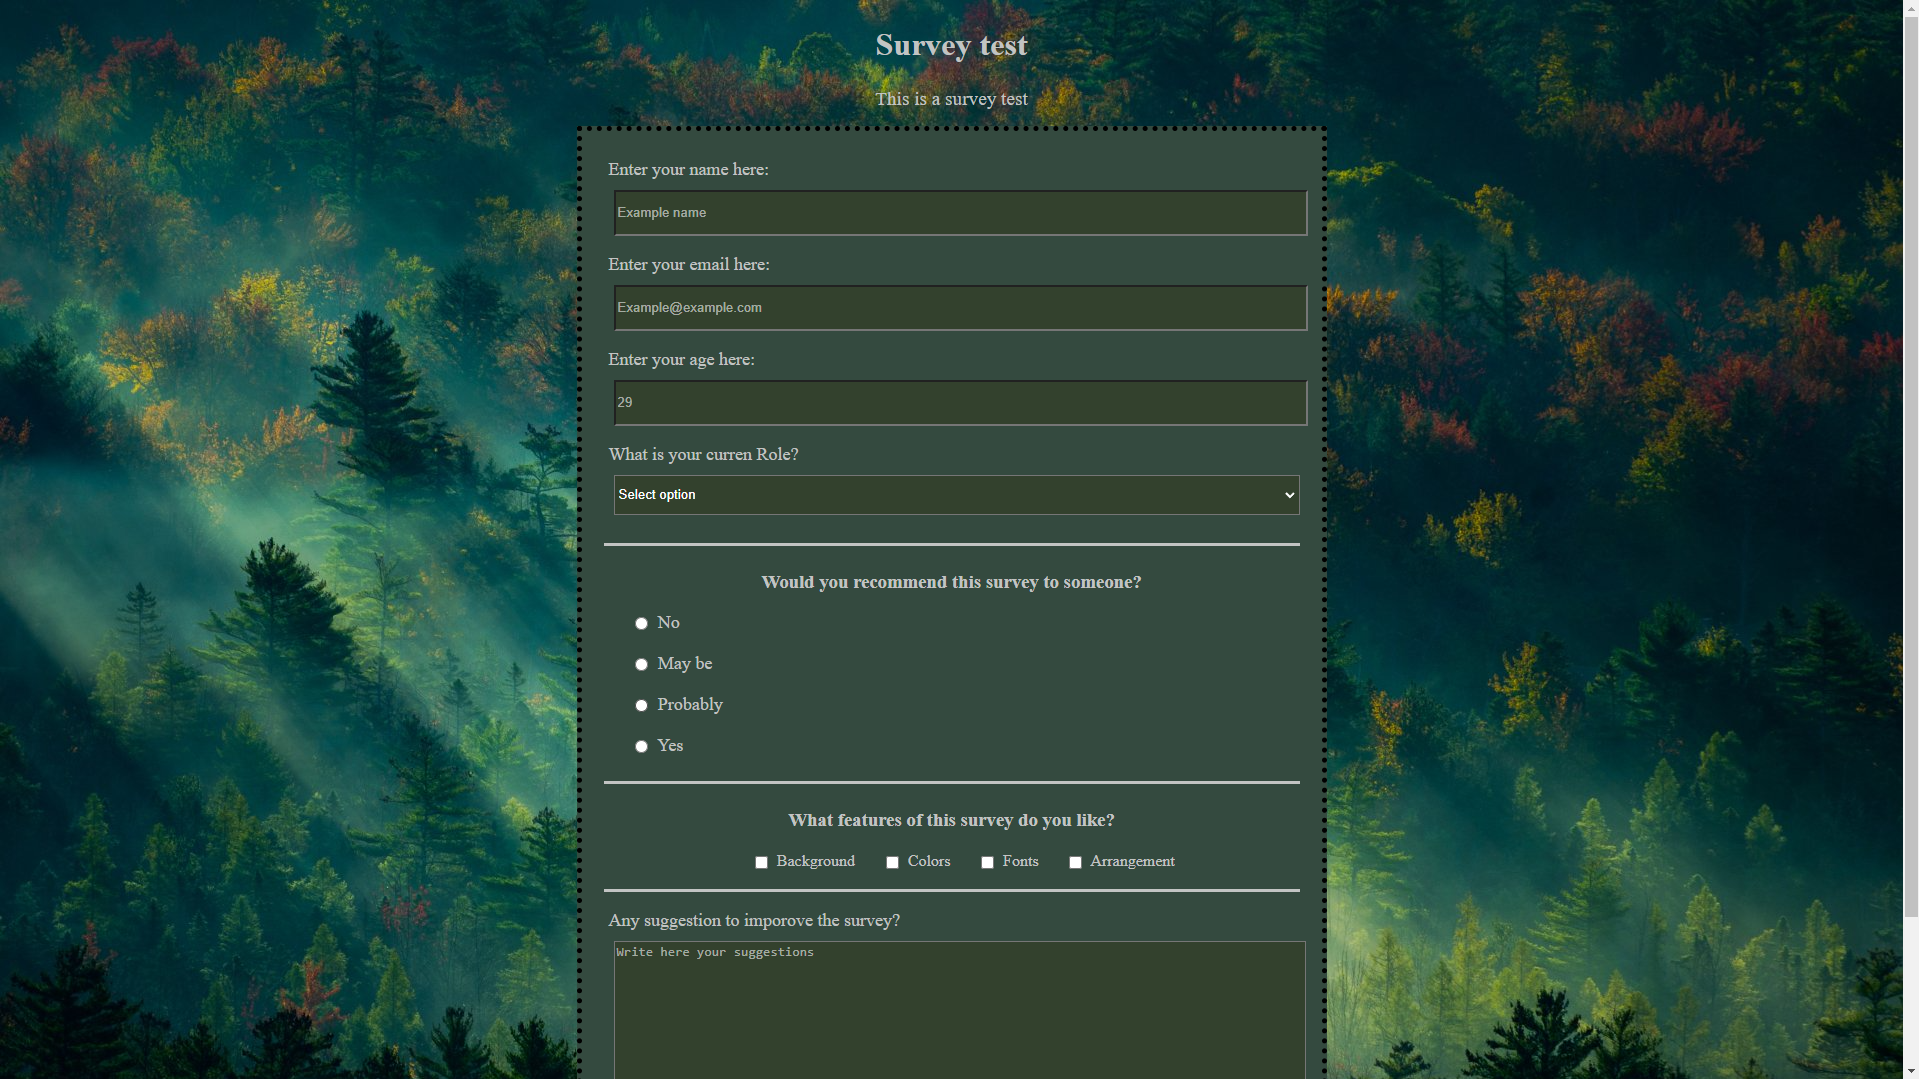 Survey test
This is a survey test
Enter your name here:
Example name
Enter your email here:
Example@example.com
Enter your age here:
29
What is your curren Role?
Select option
Would you recommend this survey to someone?
No
May be
Probably
Yes
What features of this survey do you like?
Background Colors Fonts Arrangement
Any suggestion to imporove the survey?
Write here your suggestions